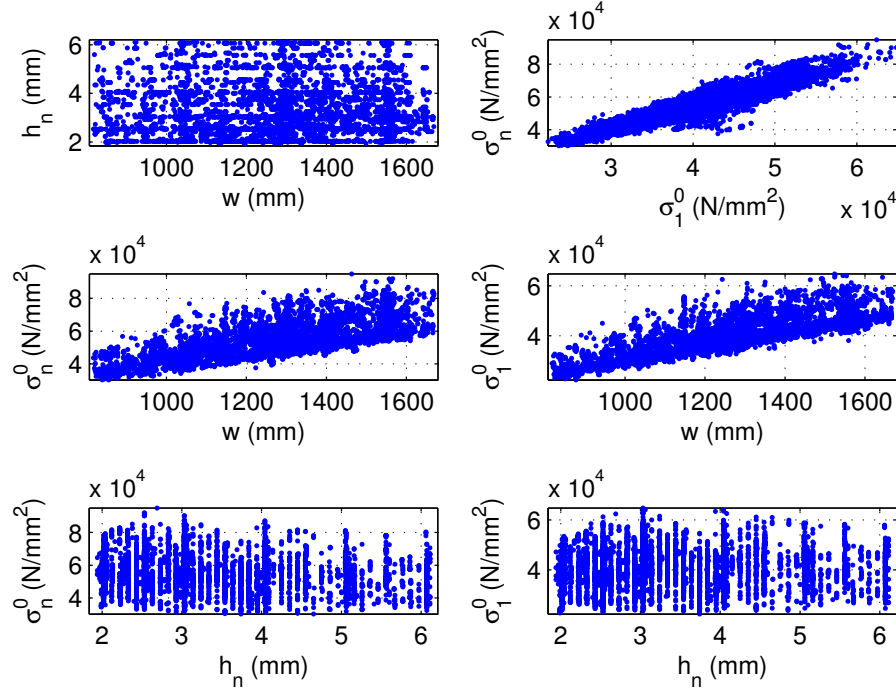 6
4
2
h_n (mm)
1000 1200 1400 1600
w (mm)
x 10^4
8
6
4
σ_n^0 (N/mm^2)
3 4 5 6
σ_1^0 (N/mm^2)
x 10^4
x 10^4
8
6
4
σ_n^0 (N/mm^2)
1000 1200 1400 1600
w (mm)
x 10^4
6
4
σ_1^0 (N/mm^2)
1000 1200 1400 1600
w (mm)
x 10^4
8
6
4
σ_n^0 (N/mm^2)
2 3 4 5 6
h_n (mm)
x 10^4
6
4
σ_1^0 (N/mm^2)
2 3 4 5 6
h_n (mm)